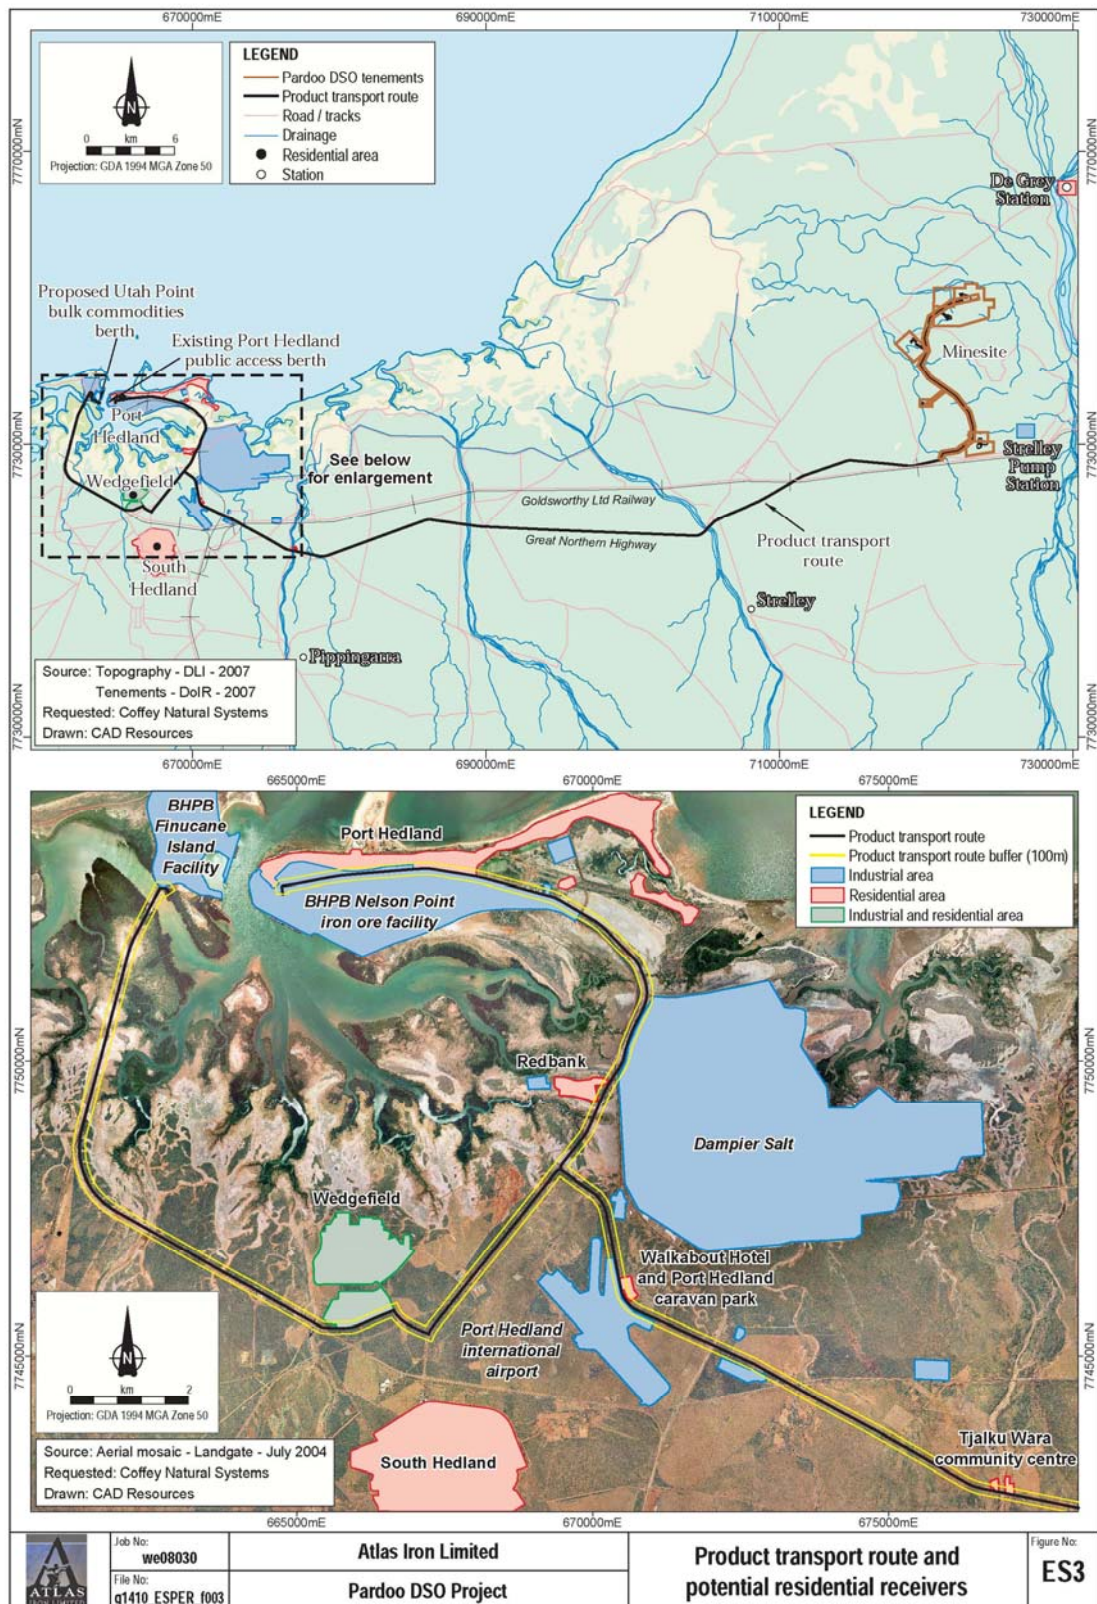 670000mE
690000mE
710000mE
730000mE
N
0 km 6
Projection: GDA 1994 MGA Zone 50
LEGEND
Pardoo DSO tenements
Product transport route
Road / tracks
Drainage
Residential area
Station
7770000mN
7770000mN
De Grey
Station
Proposed Utah Point
bulk commodities
berth
Existing Port Hedland
public access berth
Minesite
Port
Hedland
7730000mN
7730000mN
See below
for enlargement
Wedgefield
Strelley
Pump
Station
Goldsworthy Ltd Railway
Great Northern Highway
Product transport
route
South
Hedland
Strelley
Pippingarra
Source: Topography - DLI - 2007
Tenements - DoIR - 2007
Requested: Coffey Natural Systems
Drawn: CAD Resources
7730000mN
7730000mN
670000mE
690000mE
710000mE
730000mE
665000mE
670000mE
675000mE
BHPB
Finucane
Island
Facility
Port Hedland
BHPB Nelson Point
iron ore facility
LEGEND
Product transport route
Product transport route buffer (100m)
Industrial area
Residential area
Industrial and residential area
7750000mN
7750000mN
Redbank
Dampier Salt
Wedgefield
Walkabout Hotel
and Port Hedland
caravan park
Port Hedland
international
airport
7745000mN
7745000mN
N
0 km 2
Projection: GDA 1994 MGA Zone 50
Source: Aerial mosaic - Landgate - July 2004
Requested: Coffey Natural Systems
Drawn: CAD Resources
South Hedland
Tjalku Wara
community centre
665000mE
670000mE
675000mE
ATLAS
IRON LIMITED
Job No:
we08030
File No:
g1410_ESPER_f003
Atlas Iron Limited
Pardoo DSO Project
Product transport route and
potential residential receivers
Figure No:
ES3